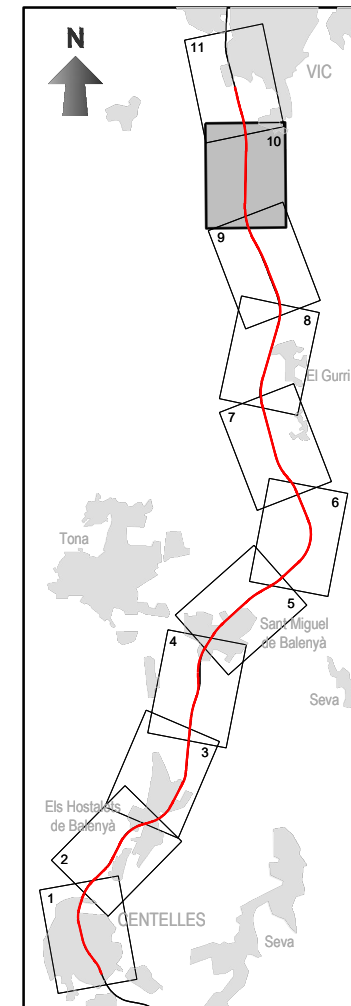 N
11
VIC
10
9
8
El Gurri
7
6
Tona
5
Sant Miguel
de Balenyà
4
Seva
3
Els Hostalets
de Balenyà
2
1
CENTELLES
Seva